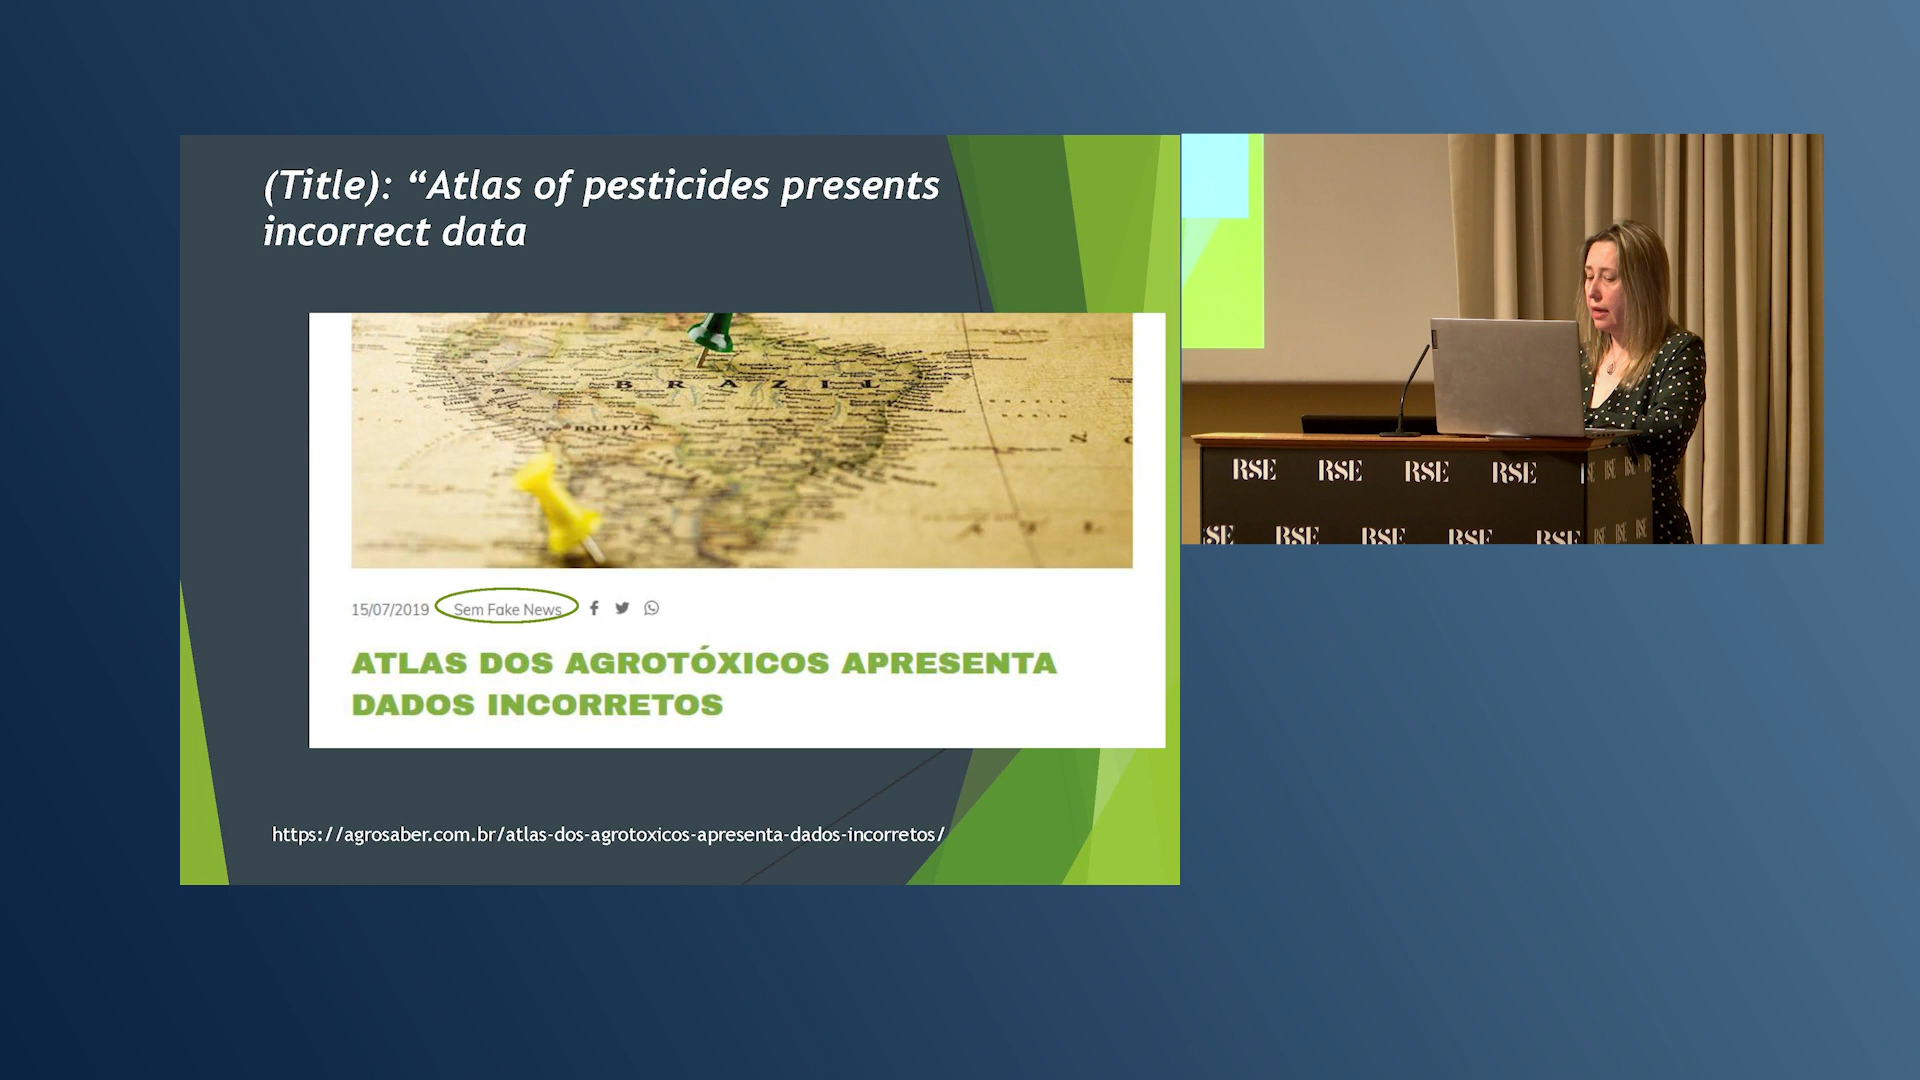 (Title): “Atlas of pesticides presents
incorrect data
BRAZIL
BOLIVIA
15/07/2019 Sem Fake News
ATLAS DOS AGROTÓXICOS APRESENTA
DADOS INCORRETOS
https://agrosaber.com.br/atlas-dos-agrotoxicos-apresenta-dados-incorretos/
RSE RSE RSE RSE
SE RSE RSE RSE RSE